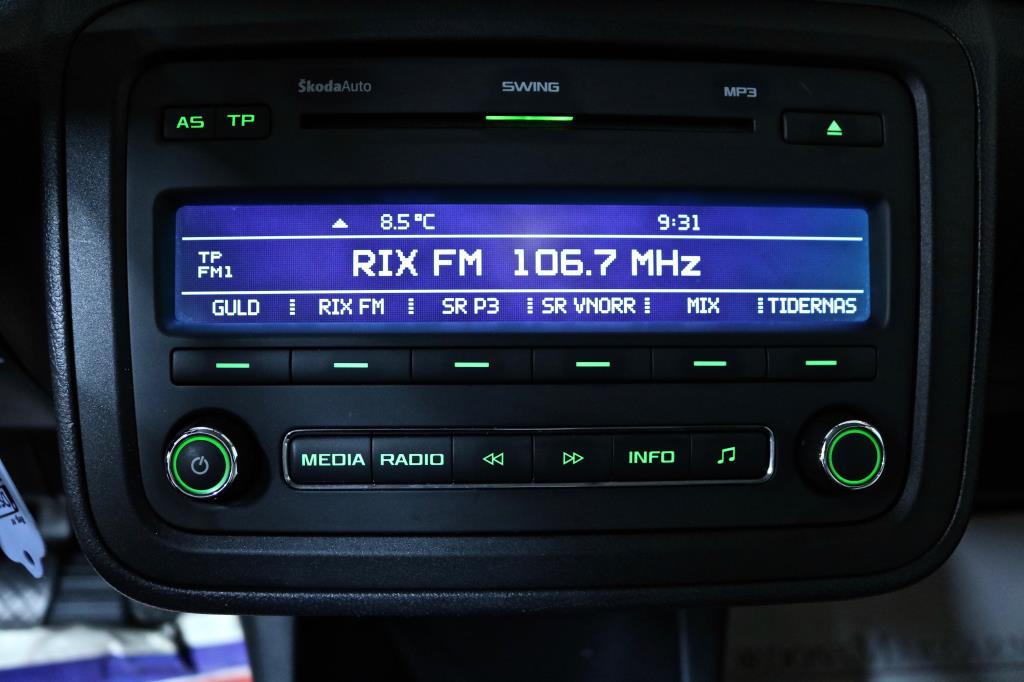 ŠkodaAuto SWING MP3
AS TP
8.5°C 9:31
TP
FM1
RIX FM 106.7 MHz
GULD RIX FM SR P3 SR VNORR MIX TIDERNAS
MEDIA RADIO INFO